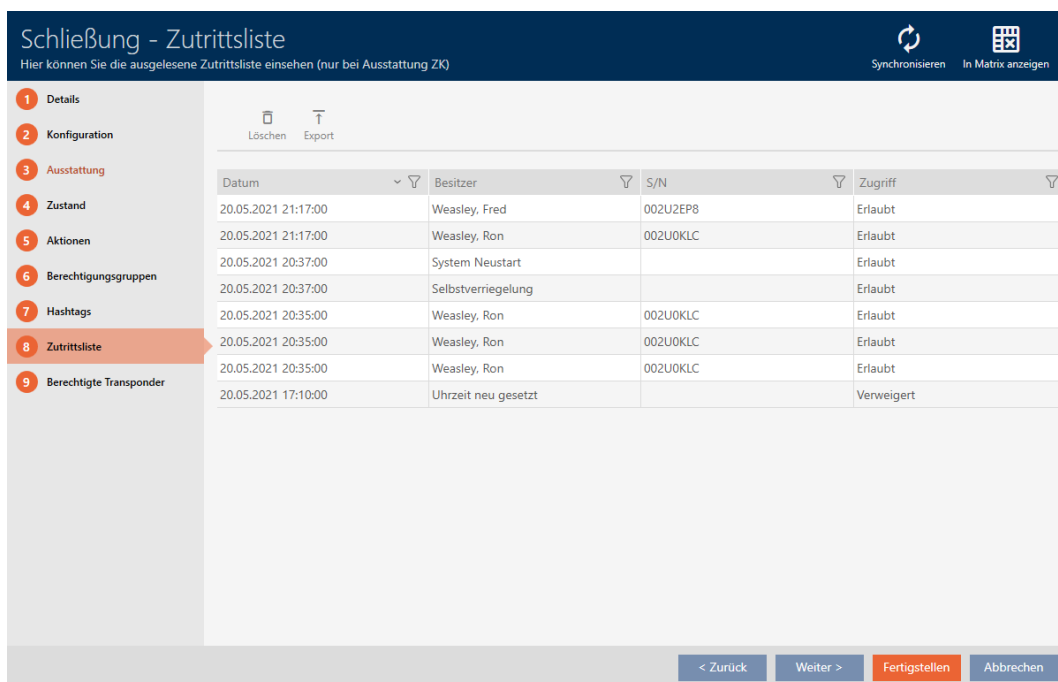 Schließung - Zutrittsliste
Hier können Sie die ausgelesene Zutrittsliste einsehen (nur bei Ausstattung ZK)
Synchronisieren
In Matrix anzeigen
1 Details
2 Konfiguration
3 Ausstattung
4 Zustand
5 Aktionen
6 Berechtigungsgruppen
7 Hashtags
8 Zutrittsliste
9 Berechtigte Transponder
Löschen Export
Datum Besitzer S/N Zugriff
20.05.2021 21:17:00 Weasley, Fred 002U2EP8 Erlaubt
20.05.2021 21:17:00 Weasley, Ron 002U0KLC Erlaubt
20.05.2021 20:37:00 System Neustart Erlaubt
20.05.2021 20:37:00 Selbstverriegelung Erlaubt
20.05.2021 20:35:00 Weasley, Ron 002U0KLC Erlaubt
20.05.2021 20:35:00 Weasley, Ron 002U0KLC Erlaubt
20.05.2021 20:35:00 Weasley, Ron 002U0KLC Erlaubt
20.05.2021 17:10:00 Uhrzeit neu gesetzt Verweigert
< Zurück Weiter > Fertigstellen Abbrechen